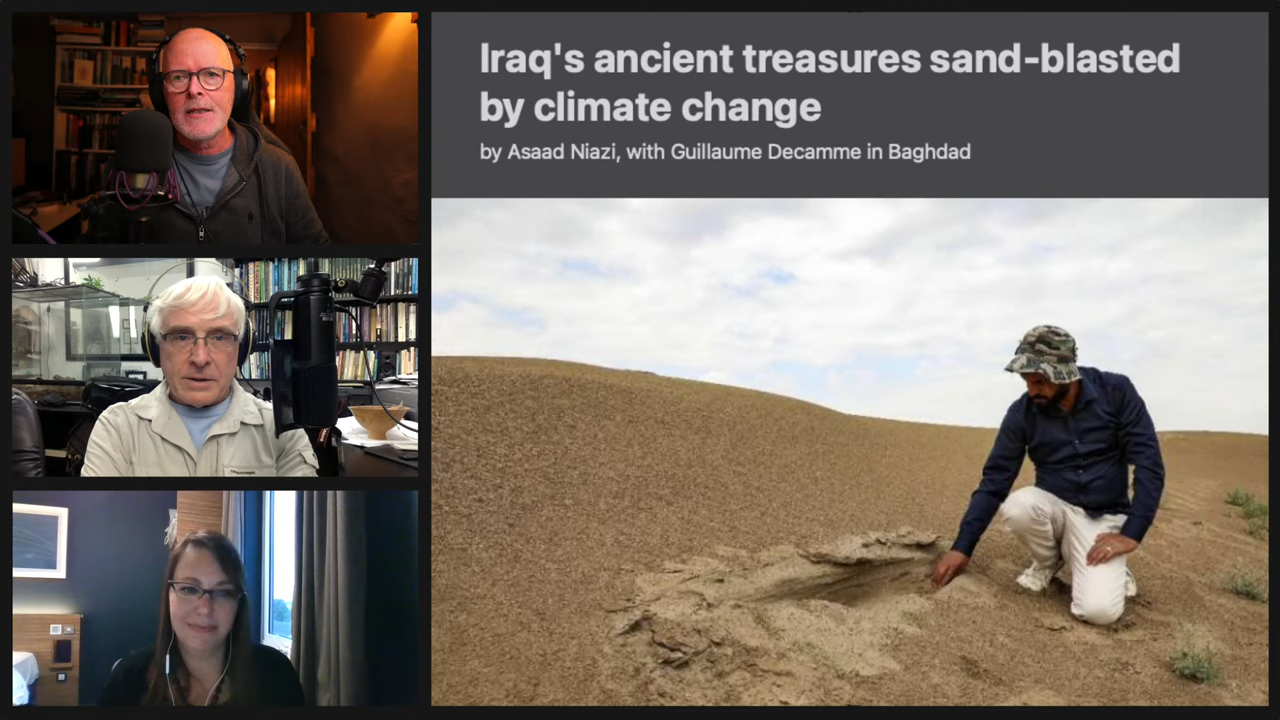 Iraq's ancient treasures sand-blasted
by climate change
by Asaad Niazi, with Guillaume Decamme in Baghdad